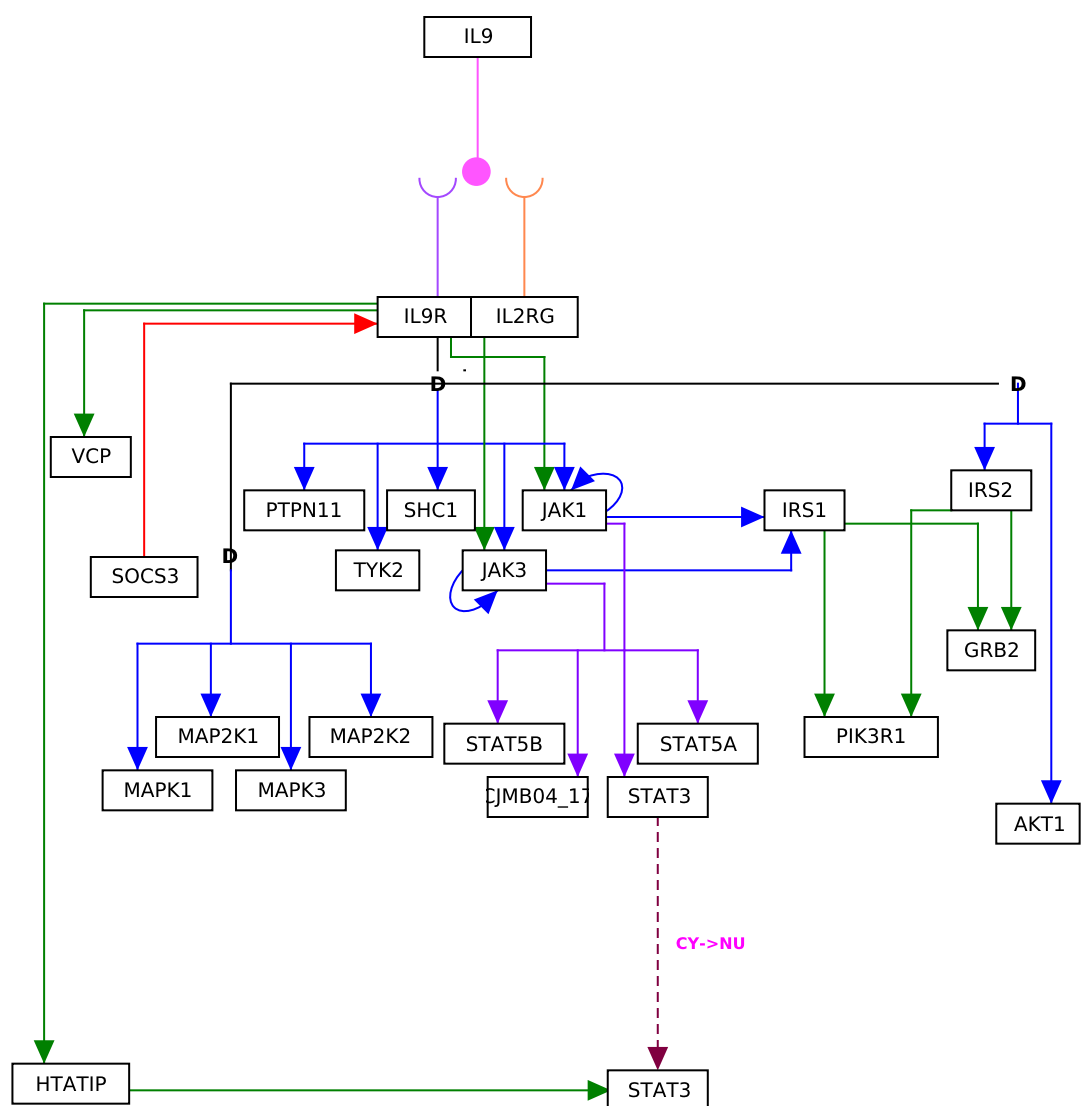 IL9
IL9R
IL2RG
D
D
VCP
PTPN11
SHC1
JAK1
IRS1
IRS2
D
SOCS3
TYK2
JAK3
GRB2
MAP2K1
MAP2K2
STAT5B
STAT5A
PIK3R1
MAPK1
MAPK3
CJMB04_17
STAT3
AKT1
CY->NU
HTATIP
STAT3